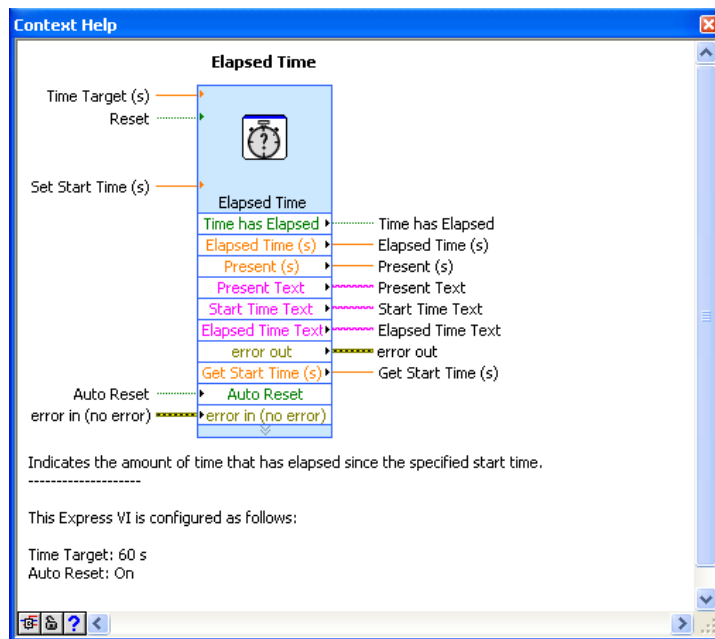 Context Help
Elapsed Time
Time Target (s)
Reset
?
Set Start Time (s)
Elapsed Time
Time has Elapsed Time has Elapsed
Elapsed Time (s) Elapsed Time (s)
Present (s) Present (s)
Present Text Present Text
Start Time Text Start Time Text
Elapsed Time Text Elapsed Time Text
error out error out
Get Start Time (s) Get Start Time (s)
Auto Reset Auto Reset
error in (no error) error in (no error)
Indicates the amount of time that has elapsed since the specified start time.
--------------------
This Express VI is configured as follows:
Time Target: 60 s
Auto Reset: On
?